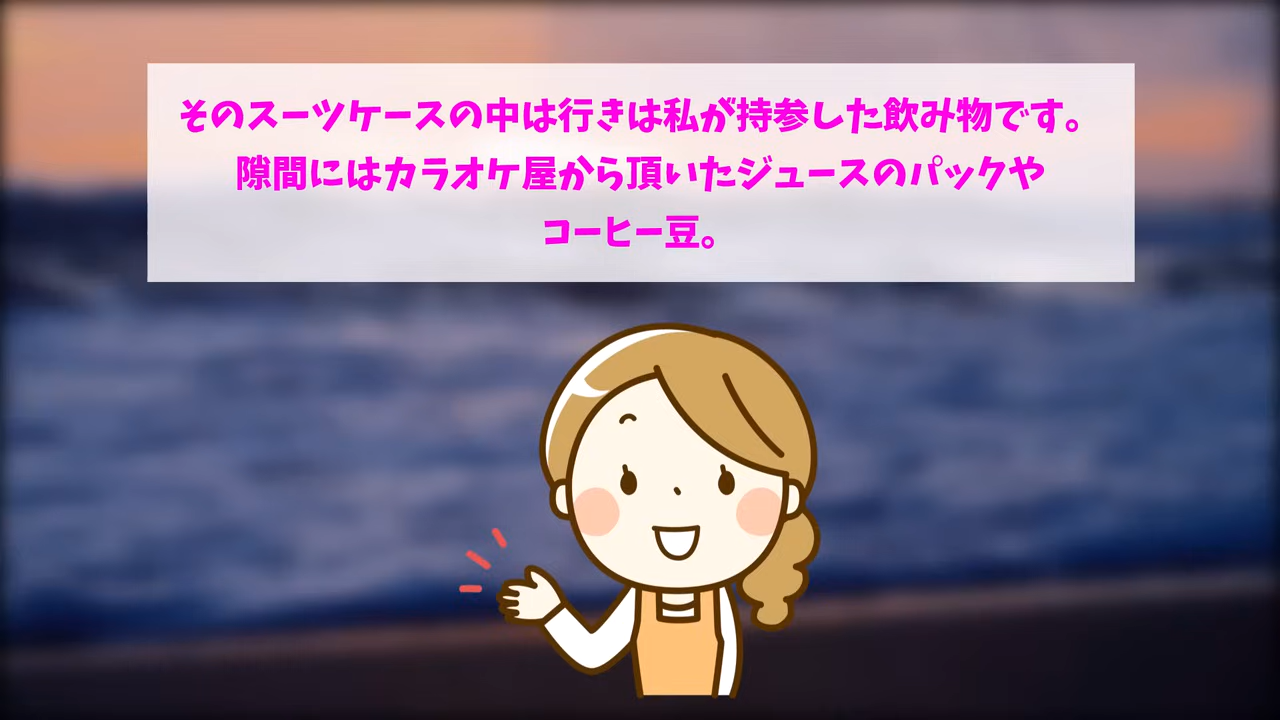 そのスーツケースの中は行きは私が持参した飲み物です。
隙間にはカラオケ屋から頂いたジュースのパックや
コーヒー豆。